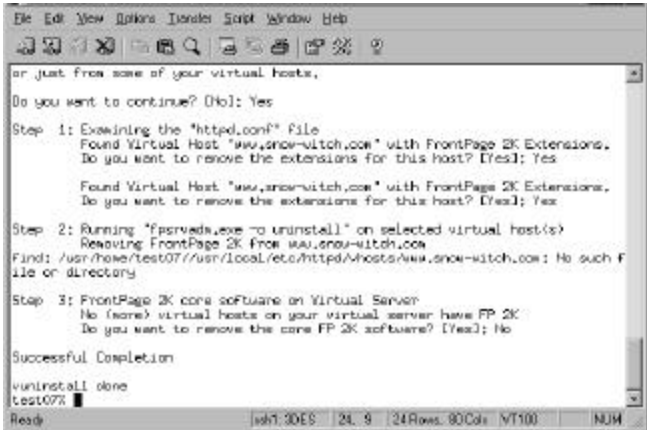 File Edit View Options Transfer Script Window Help
or just from some of your virtual hosts.
Do you want to continue? [No]: Yes
Step 1: Examining the "httpd.conf" file
Found Virtual Host "www.snow-witch.com" with FrontPage 2K Extensions.
Do you want to remove the extensions for this host? [Yes]: Yes
Found Virtual Host "www.snow-witch.com" with FrontPage 2K Extensions.
Do you want to remove the extensions for this host? [Yes]: Yes
Step 2: Running "fpsrvadm.exe -o uninstall" on selected virtual host(s)
Removing FrontPage 2K from www.snow-witch.com
find: /usr/home/test07//usr/local/etc/httpd/vhosts/www.snow-witch.com: No such f
ile or directory
Step 3: FrontPage 2K core software on Virtual Server
No (more) virtual hosts on your virtual server have FP 2K
Do you want to remove the core FP 2K software? [Yes]: No
Successful Completion
vuninstall done
test07%
Ready ssh1: 3DES 24, 9 24 Rows, 80 Cols VT100 NUM